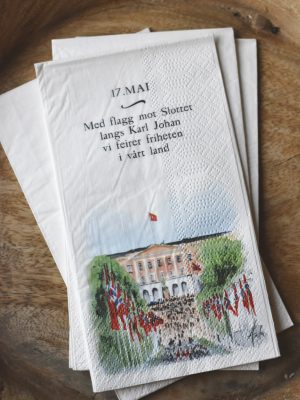 17.MAI
Med flagg mot Slottet
langs Karl Johan
vi feirer friheten
i vårt land